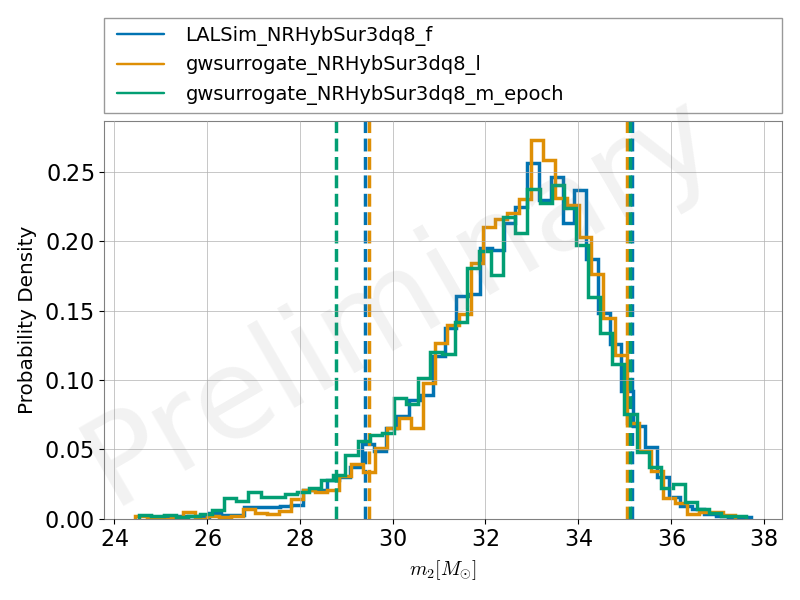 LALSim_NRHybSur3dq8_f
gwsurrogate_NRHybSur3dq8_l
gwsurrogate_NRHybSur3dq8_m_epoch
Preliminary
Probability Density
0.25
0.20
0.15
0.10
0.05
0.00
24 26 28 30 32 34 36 38
m₂[M☉]